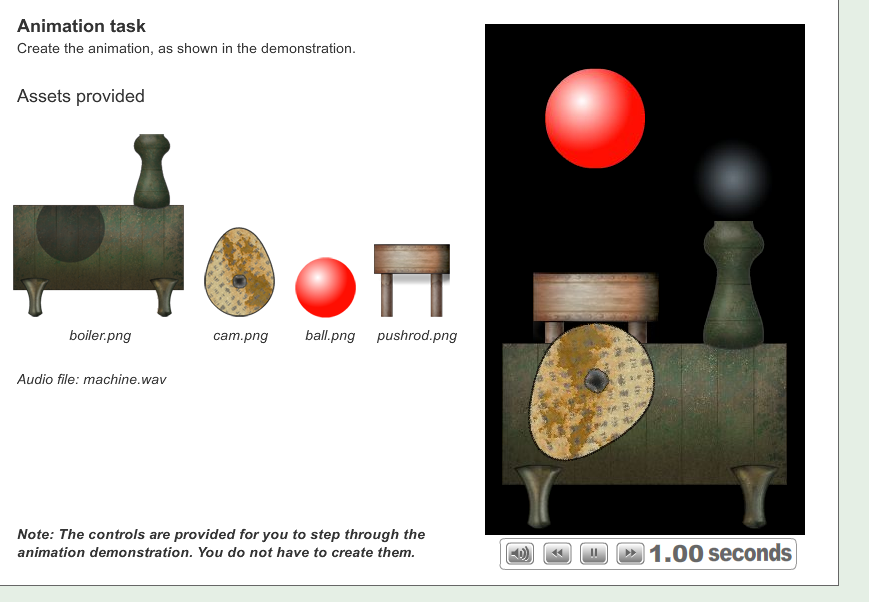 Animation task
Create the animation, as shown in the demonstration.
Assets provided
boiler.png
cam.png
ball.png
pushrod.png
Audio file: machine.wav
Note: The controls are provided for you to step through the
animation demonstration. You do not have to create them.
1.00 seconds